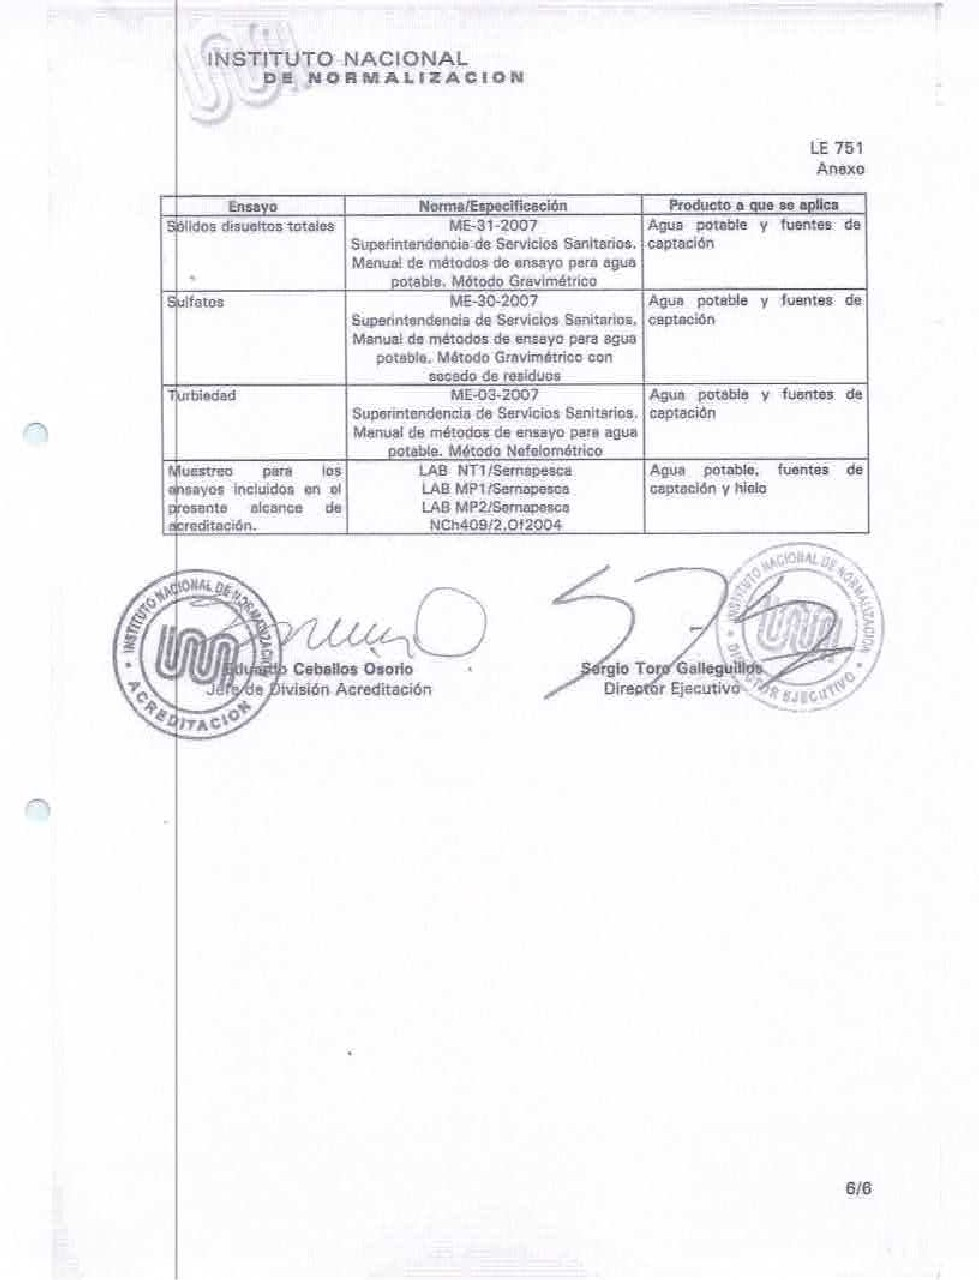 INSTITUTO NACIONAL
DE NORMALIZACION
LE 751
Anexo
Ensayo Norma/Especificación Producto a que se aplica
Sólidos disueltos totales ME-31-2007 Agua potable y fuentes de
Superintendencia de Servicios Sanitarios. captación
Manual de métodos de ensayo para agua
potable. Método Gravimétrico
Sulfatos ME-30-2007 Agua potable y fuentes de
Superintendencia de Servicios Sanitarios. captación
Manual de métodos de ensayo para agua
potable. Método Gravimétrico con
secado de residuos
Turbiedad ME-03-2007 Agua potable y fuentes de
Superintendencia de Servicios Sanitarios. captación
Manual de métodos de ensayo para agua
potable. Método Nefelométrico
Muestreo para los LAB NT1/Sernapesca Agua potable, fuentes de
ensayos incluidos en el LAB MP1/Sernapesca captación y hielo
presente alcance de LAB MP2/Sernapesca
acreditación. NCh409/2.Of2004
INSTITUTO NACIONAL DE NORMALIZACION
ACREDITACION
Eduardo Ceballos Osorio
Jefe de División Acreditación
Sergio Toro Galleguillos
Director Ejecutivo
INSTITUTO NACIONAL DE NORMALIZACION
DIRECTOR EJECUTIVO
6/6